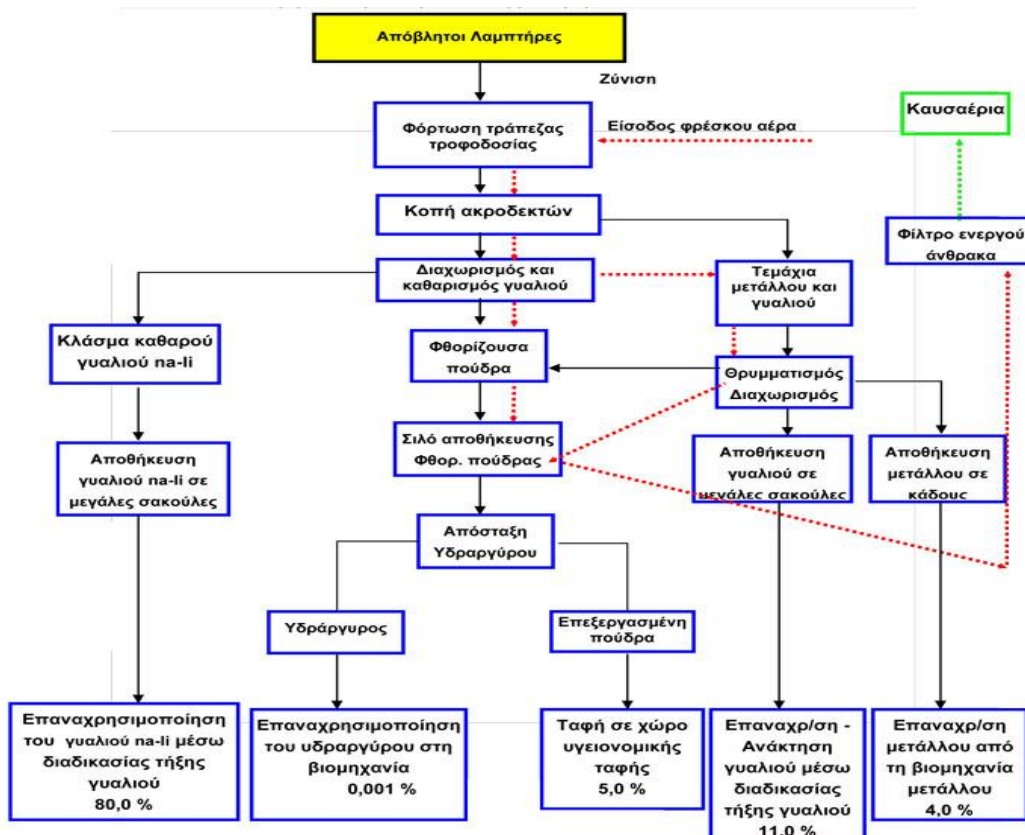 Απόβλητοι Λαμπτήρες
Ζύνιση
Καυσαέρια
Φόρτωση τράπεζας
τροφοδοσίας
Είσοδος φρέσκου αέρα
Κοπή ακροδεκτών
Φίλτρο ενεργού
άνθρακα
Διαχωρισμός και
καθαρισμός γυαλιού
Τεμάχια
μετάλλου και
γυαλιού
Κλάσμα καθαρού
γυαλιού na-li
Φθορίζουσα
πούδρα
Θρυμματισμός
Διαχωρισμός
Αποθήκευση
γυαλιού na-li σε
μεγάλες σακούλες
Σιλό αποθήκευσης
Φθορ. πούδρας
Αποθήκευση
γυαλιού σε
μεγάλες σακούλες
Αποθήκευση
μετάλλου σε
κάδους
Απόσταξη
Υδραργύρου
Υδράργυρος
Επεξεργασμένη
πούδρα
Επαναχρησιμοποίηση
του γυαλιού na-li μέσω
διαδικασίας τήξης
γυαλιού
80,0 %
Επαναχρησιμοποίηση
του υδραργύρου στη
βιομηχανία
0,001 %
Ταφή σε χώρο
υγειονομικής
ταφής
5,0 %
Επαναχρ/ση -
Ανάκτηση
γυαλιού μέσω
διαδικασίας
τήξης γυαλιού
11,0 %
Επαναχρ/ση
μετάλλου από
τη βιομηχανία
μετάλλου
4,0 %